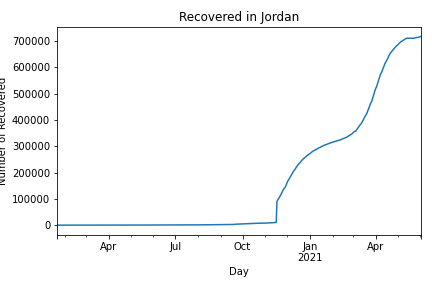 Recovered in Jordan
700000
600000
500000
400000
300000
200000
100000
0
Number of Recovered
Apr
Jul
Oct
Jan
2021
Apr
Day